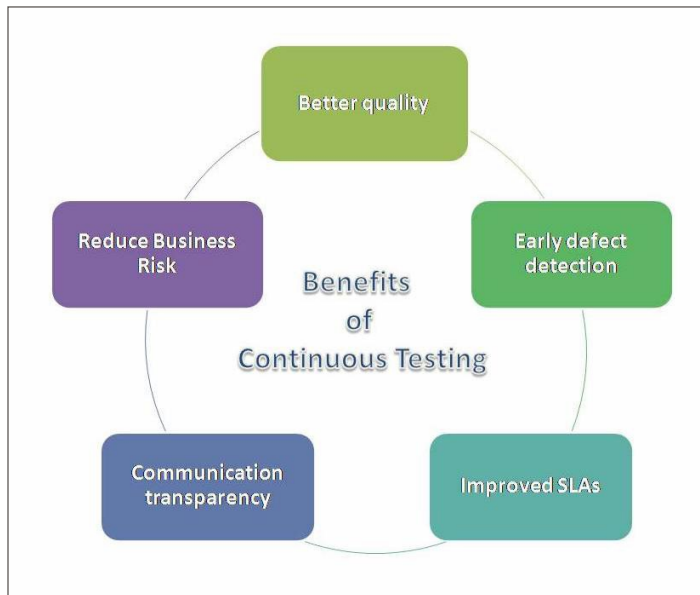 Better quality
Early defect
detection
Improved SLAs
Communication
transparency
Reduce Business
Risk
Benefits
of
Continuous Testing